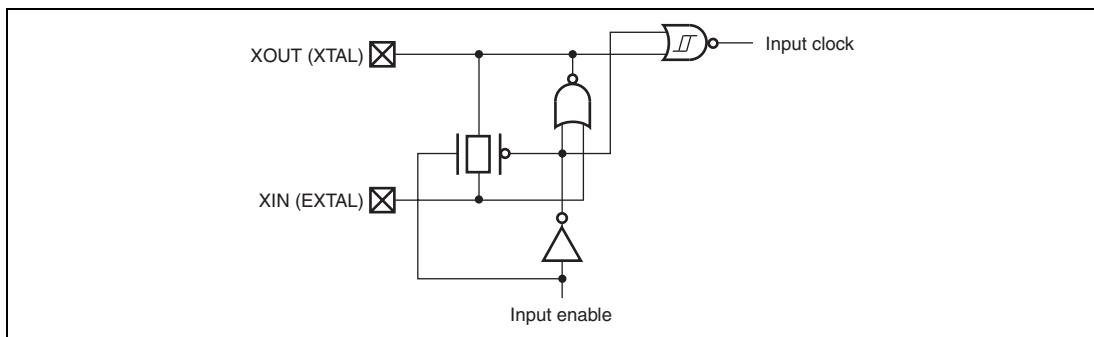 XOUT (XTAL)
Input clock
XIN (EXTAL)
Input enable